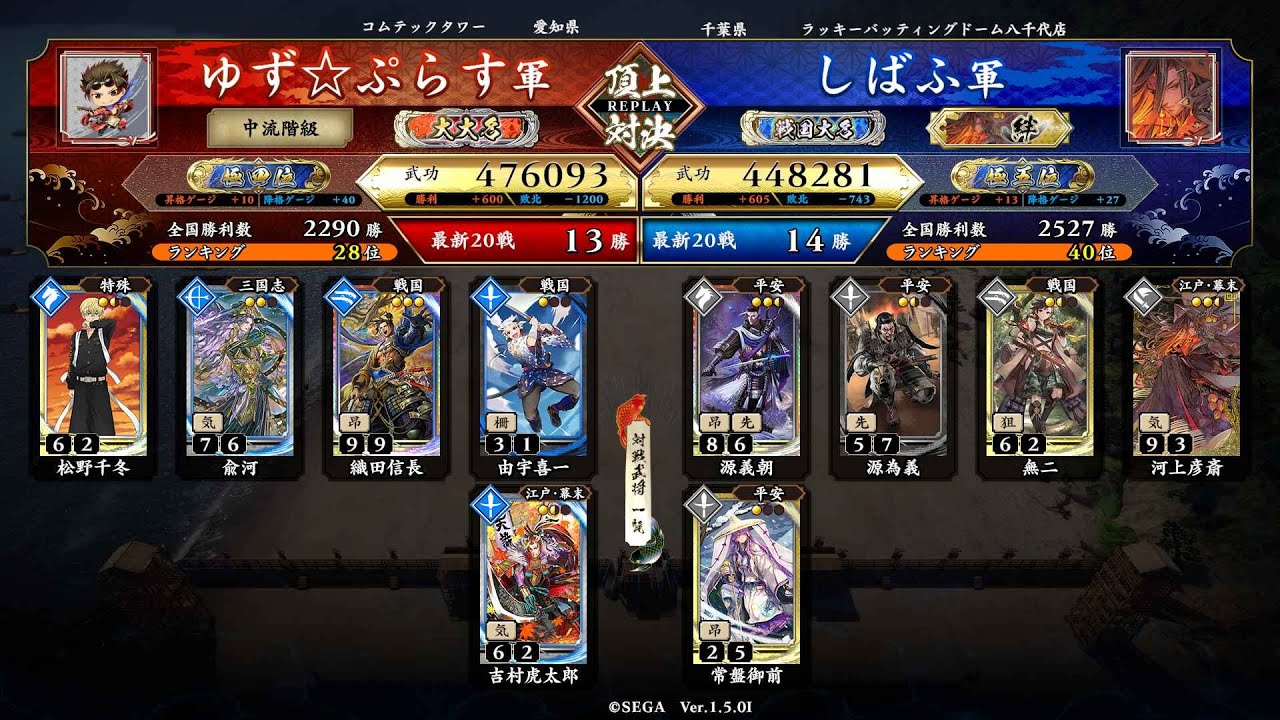 コムテックタワー 愛知県 千葉県 ラッキーバッティングドーム八千代店
ゆず☆ぷらす軍 頂上 REPLAY 対決 しばふ軍
中流階級 大大名 戦国大名 絆
極四位 武功 476093 武功 448281 極五位
昇格ゲージ +10 降格ゲージ +40 勝利 +600 敗北 -1200 勝利 +605 敗北 -743 昇格ゲージ +13 降格ゲージ +27
全国勝利数 2290勝 最新20戦 13勝 最新20戦 14勝 全国勝利数 2527勝
ランキング 28位 ランキング 40位
特殊 三国志 戦国 戦国 平安 平安 戦国 江戸・幕末
気 昂 柵 昂 先 先 狙 気
6 2 7 6 9 9 3 1 8 6 5 7 6 2 9 3
松野千冬 兪河 織田信長 由宇喜一 源義朝 源為義 無二 河上彦斎
対戦武将一覧
江戸・幕末 平安
気 昂
6 2 2 5
吉村虎太郎 常盤御前
©SEGA Ver.1.5.0I